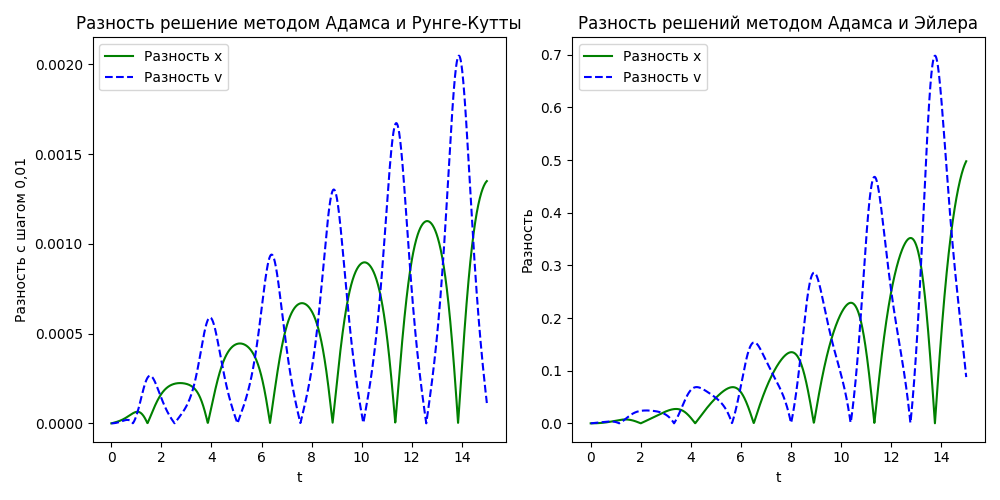 Разность решение методом Адамса и Рунге-Кутты
Разность x
Разность v
0.0020
0.0015
0.0010
0.0005
0.0000
Разность с шагом 0,01
0 2 4 6 8 10 12 14
t
Разность решений методом Адамса и Эйлера
Разность x
Разность v
0.7
0.6
0.5
0.4
0.3
0.2
0.1
0.0
Разность
0 2 4 6 8 10 12 14
t